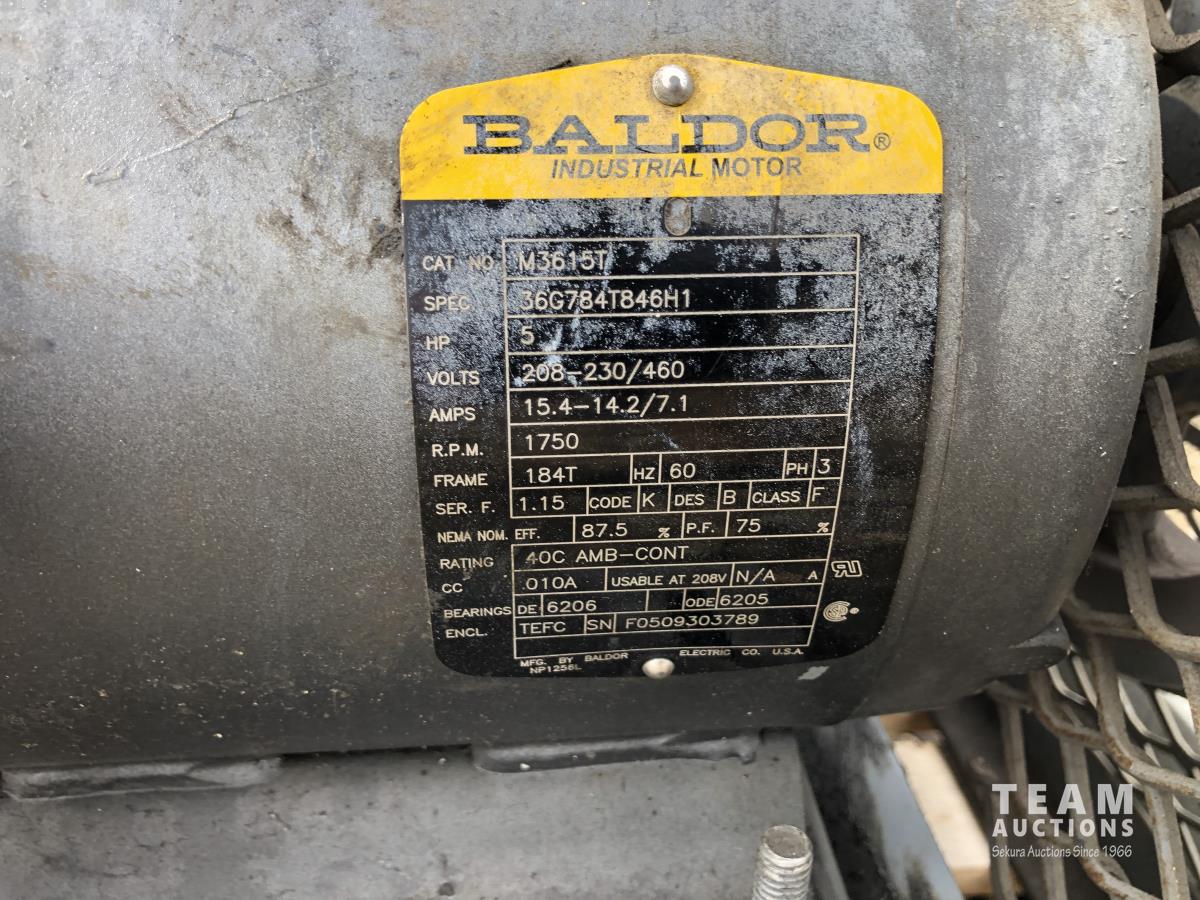 BALDOR®
INDUSTRIAL MOTOR
CAT NO M3615T
SPEC. 36G784T846H1
HP 5
VOLTS 208-230/460
AMPS 15.4-14.2/7.1
R.P.M. 1750
FRAME 184T HZ 60 PH 3
SER. F. 1.15 CODE K DES B CLASS F
NEMA NOM. EFF. 87.5 % P.F. 75 %
RATING 40C AMB-CONT
CC .010A USABLE AT 208V N/A A
BEARINGS DE 6206 ODE 6205
ENCL. TEFC SN F0509303789
MFG. BY BALDOR ELECTRIC CO. U.S.A.
NP1256L
TEAM
AUCTIONS
Sekura Auctions Since 1966